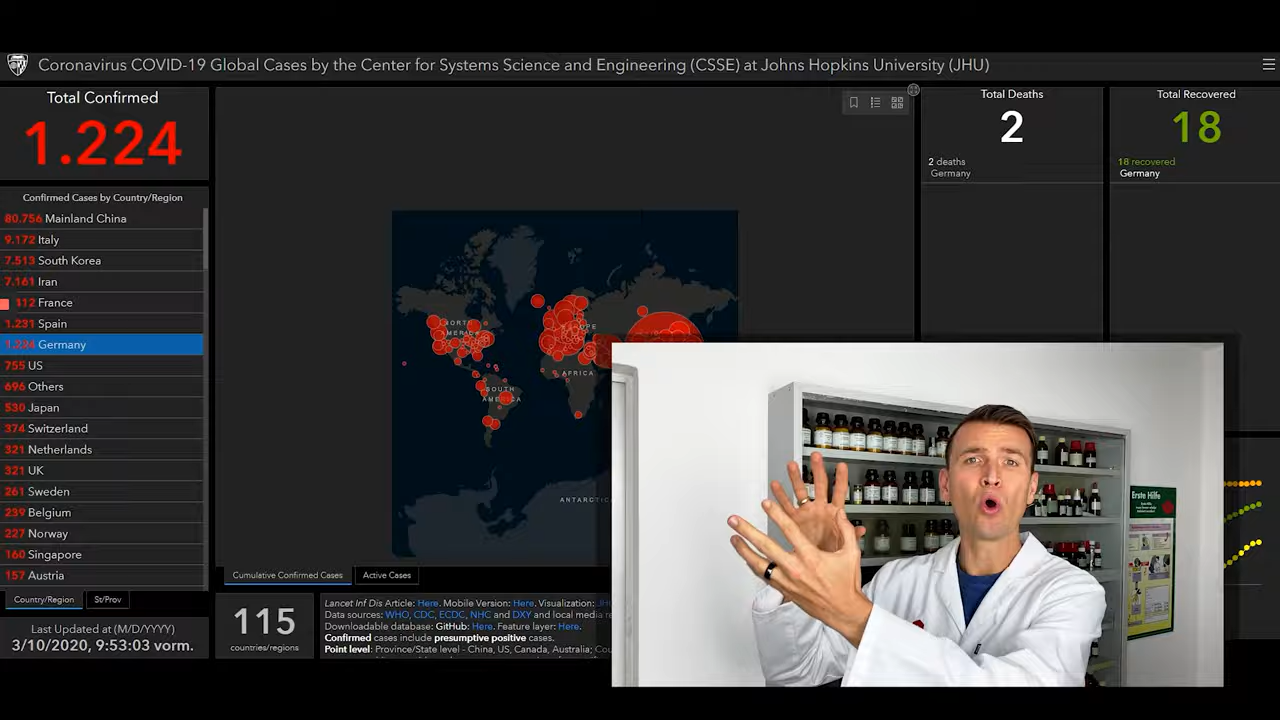 Coronavirus COVID-19 Global Cases by the Center for Systems Science and Engineering (CSSE) at Johns Hopkins University (JHU)
Total Confirmed
1.224
Confirmed Cases by Country/Region
80.756 Mainland China
9.172 Italy
7.513 South Korea
7.161 Iran
112 France
1.231 Spain
1.224 Germany
755 US
696 Others
530 Japan
374 Switzerland
321 Netherlands
321 UK
261 Sweden
239 Belgium
227 Norway
160 Singapore
157 Austria
Country/Region
St/Prov
Last Updated at (M/D/YYYY)
3/10/2020, 9:53:03 vorm.
NORTH
AMERICA
SOUTH
AMERICA
AFRICA
Cumulative Confirmed Cases
Active Cases
115
countries/regions
Lancet Inf Dis Article: Here. Mobile Version: Here. Visualization:
Data sources: WHO, CDC, ECDC, NHC and DXY and local media
Downloadable database: GitHub: Here. Feature layer: Here.
Confirmed cases include presumptive positive cases.
Point level: Province/State level - China, US, Canada, Australia;
Total Deaths
2
2 deaths
Germany
Total Recovered
18
18 recovered
Germany
Erste Hilfe